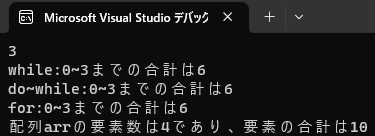 Microsoft Visual Studio デバック
3
while:0~3までの合計は6
do~while:0~3までの合計は6
for:0~3までの合計は6
配列arrの要素数は4であり、要素の合計は10